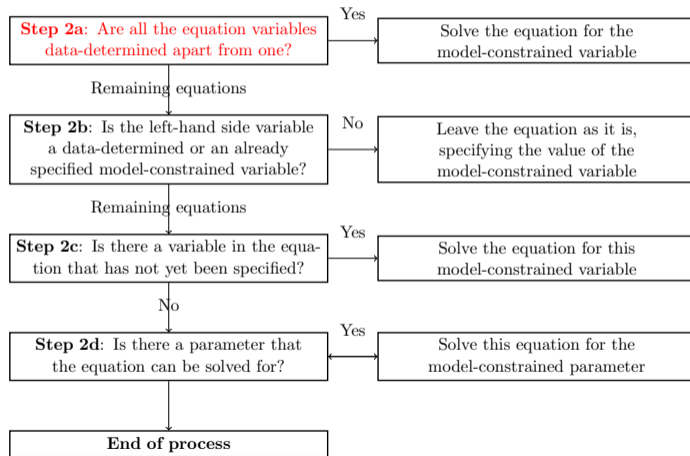 Step 2a: Are all the equation variables
data-determined apart from one?
Yes
Solve the equation for the
model-constrained variable
Remaining equations
Step 2b: Is the left-hand side variable
a data-determined or an already
specified model-constrained variable?
No
Leave the equation as it is,
specifying the value of the
model-constrained variable
Remaining equations
Step 2c: Is there a variable in the equa-
tion that has not yet been specified?
Yes
Solve the equation for this
model-constrained variable
No
Step 2d: Is there a parameter that
the equation can be solved for?
Yes
Solve this equation for the
model-constrained parameter
End of process